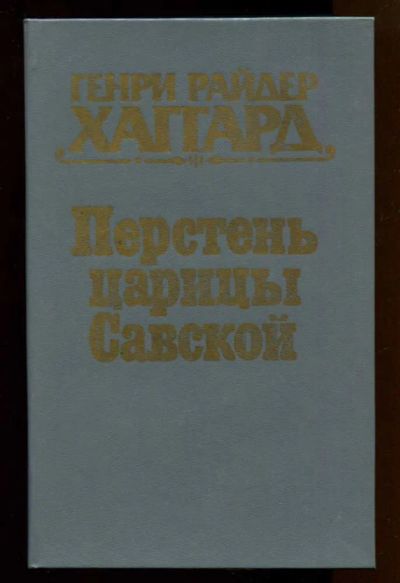 ГЕНРИ РАЙДЕР
ХАГГАРД
Перстень
царицы
Савской